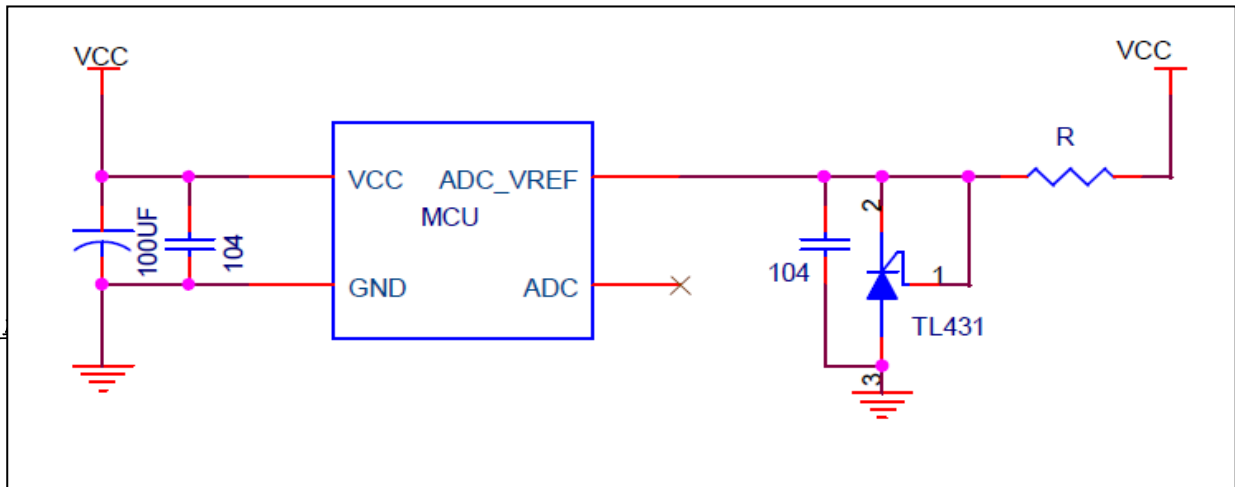 VCC
VCC
R
VCC
ADC_VREF
MCU
GND
ADC
100UF
104
104
2
1
TL431
3